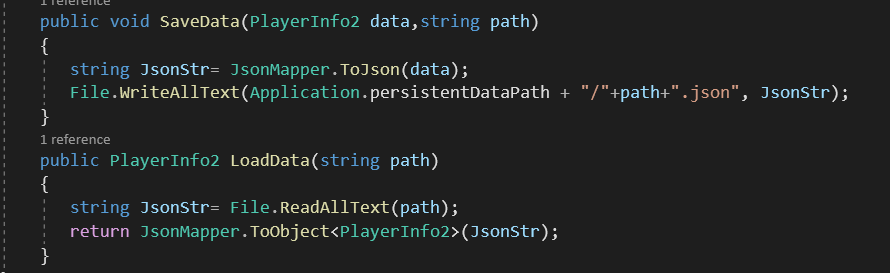 1 reference
public void SaveData(PlayerInfo2 data,string path)
{
string JsonStr= JsonMapper.ToJson(data);
File.WriteAllText(Application.persistentDataPath + "/"+path+".json", JsonStr);
}
1 reference
public PlayerInfo2 LoadData(string path)
{
string JsonStr= File.ReadAllText(path);
return JsonMapper.ToObject<PlayerInfo2>(JsonStr);
}